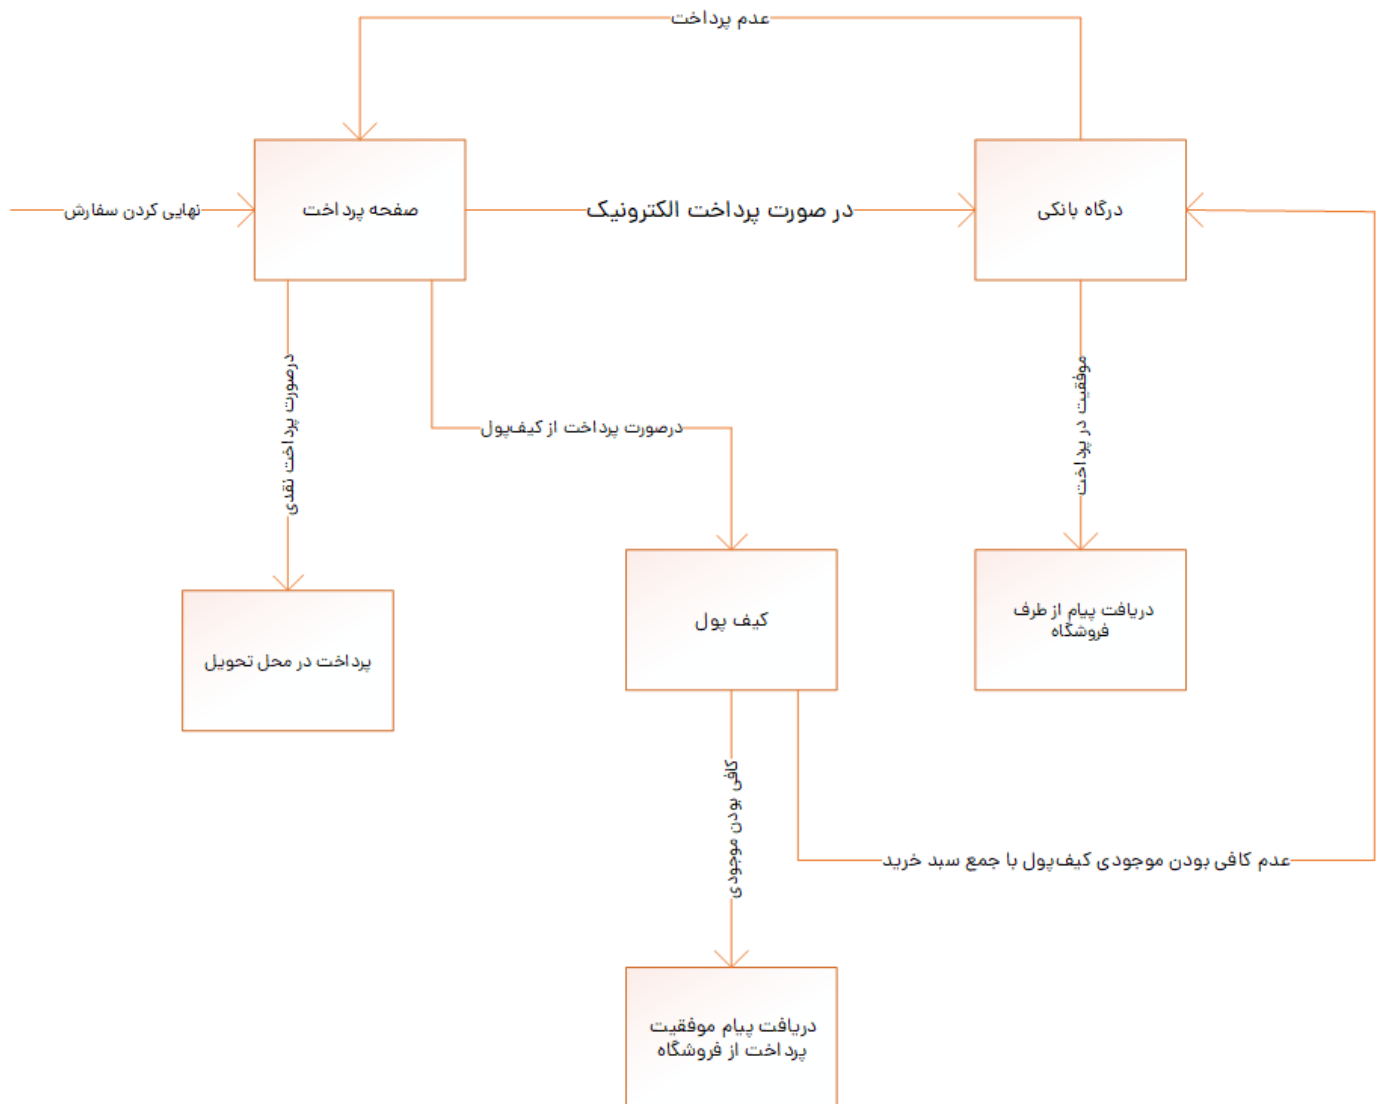 عدم پرداخت
نهایی کردن سفارش
صفحه پرداخت
در صورت پرداخت الکترونیک
درگاه بانکی
درصورت پرداخت نقدی
درصورت پرداخت از کیف‌پول
موفقیت در پرداخت
پرداخت در محل تحویل
کیف پول
دریافت پیام از طرف
فروشگاه
کافی بودن موجودی
عدم کافی بودن موجودی کیف‌پول با جمع سبد خرید
دریافت پیام موفقیت
پرداخت از فروشگاه